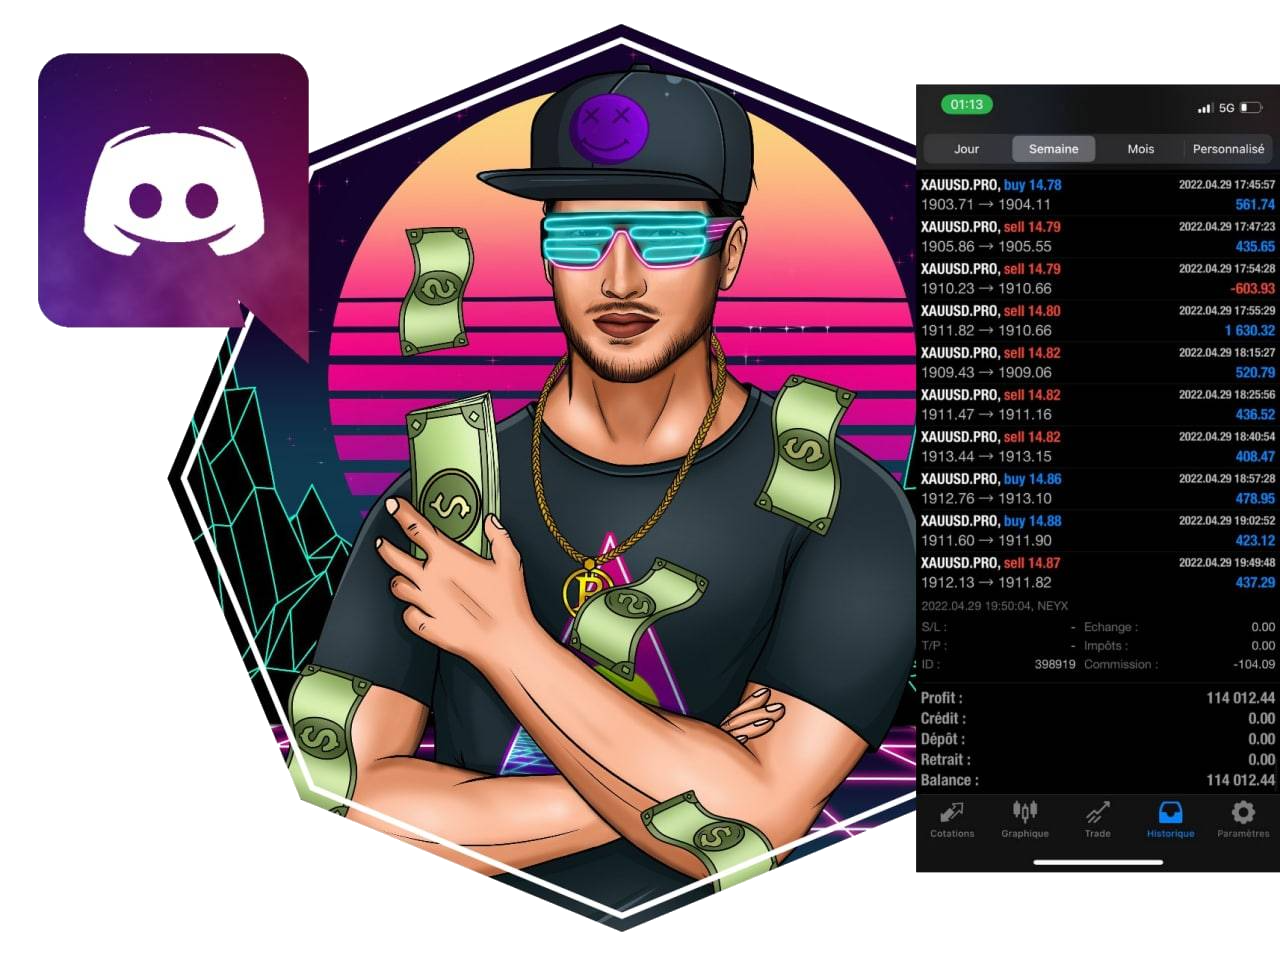 01:13
5G
Jour Semaine Mois Personnalisé
XAUUSD.PRO, buy 14.78 2022.04.29 17:45:57
1903.71 → 1904.11 561.74
XAUUSD.PRO, sell 14.79 2022.04.29 17:47:23
1905.86 → 1905.55 435.65
XAUUSD.PRO, sell 14.79 2022.04.29 17:54:28
1910.23 → 1910.66 -603.93
XAUUSD.PRO, sell 14.80 2022.04.29 17:55:29
1911.82 → 1910.66 1 630.32
XAUUSD.PRO, sell 14.82 2022.04.29 18:15:27
1909.43 → 1909.06 520.79
XAUUSD.PRO, sell 14.82 2022.04.29 18:25:56
1911.47 → 1911.16 436.52
XAUUSD.PRO, sell 14.82 2022.04.29 18:40:54
1913.44 → 1913.15 408.47
XAUUSD.PRO, buy 14.86 2022.04.29 18:57:28
1912.76 → 1913.10 478.95
XAUUSD.PRO, buy 14.88 2022.04.29 19:02:52
1911.60 → 1911.90 423.12
XAUUSD.PRO, sell 14.87 2022.04.29 19:49:48
1912.13 → 1911.82 437.29
2022.04.29 19:50:04, NEYX
S/L : - Echange : 0.00
T/P : - Impôts : 0.00
ID : 398919 Commission : -104.09
Profit : 114 012.44
Crédit : 0.00
Dépôt : 0.00
Retrait : 0.00
Balance : 114 012.44
Cotations Graphique Trade Historique Paramètres